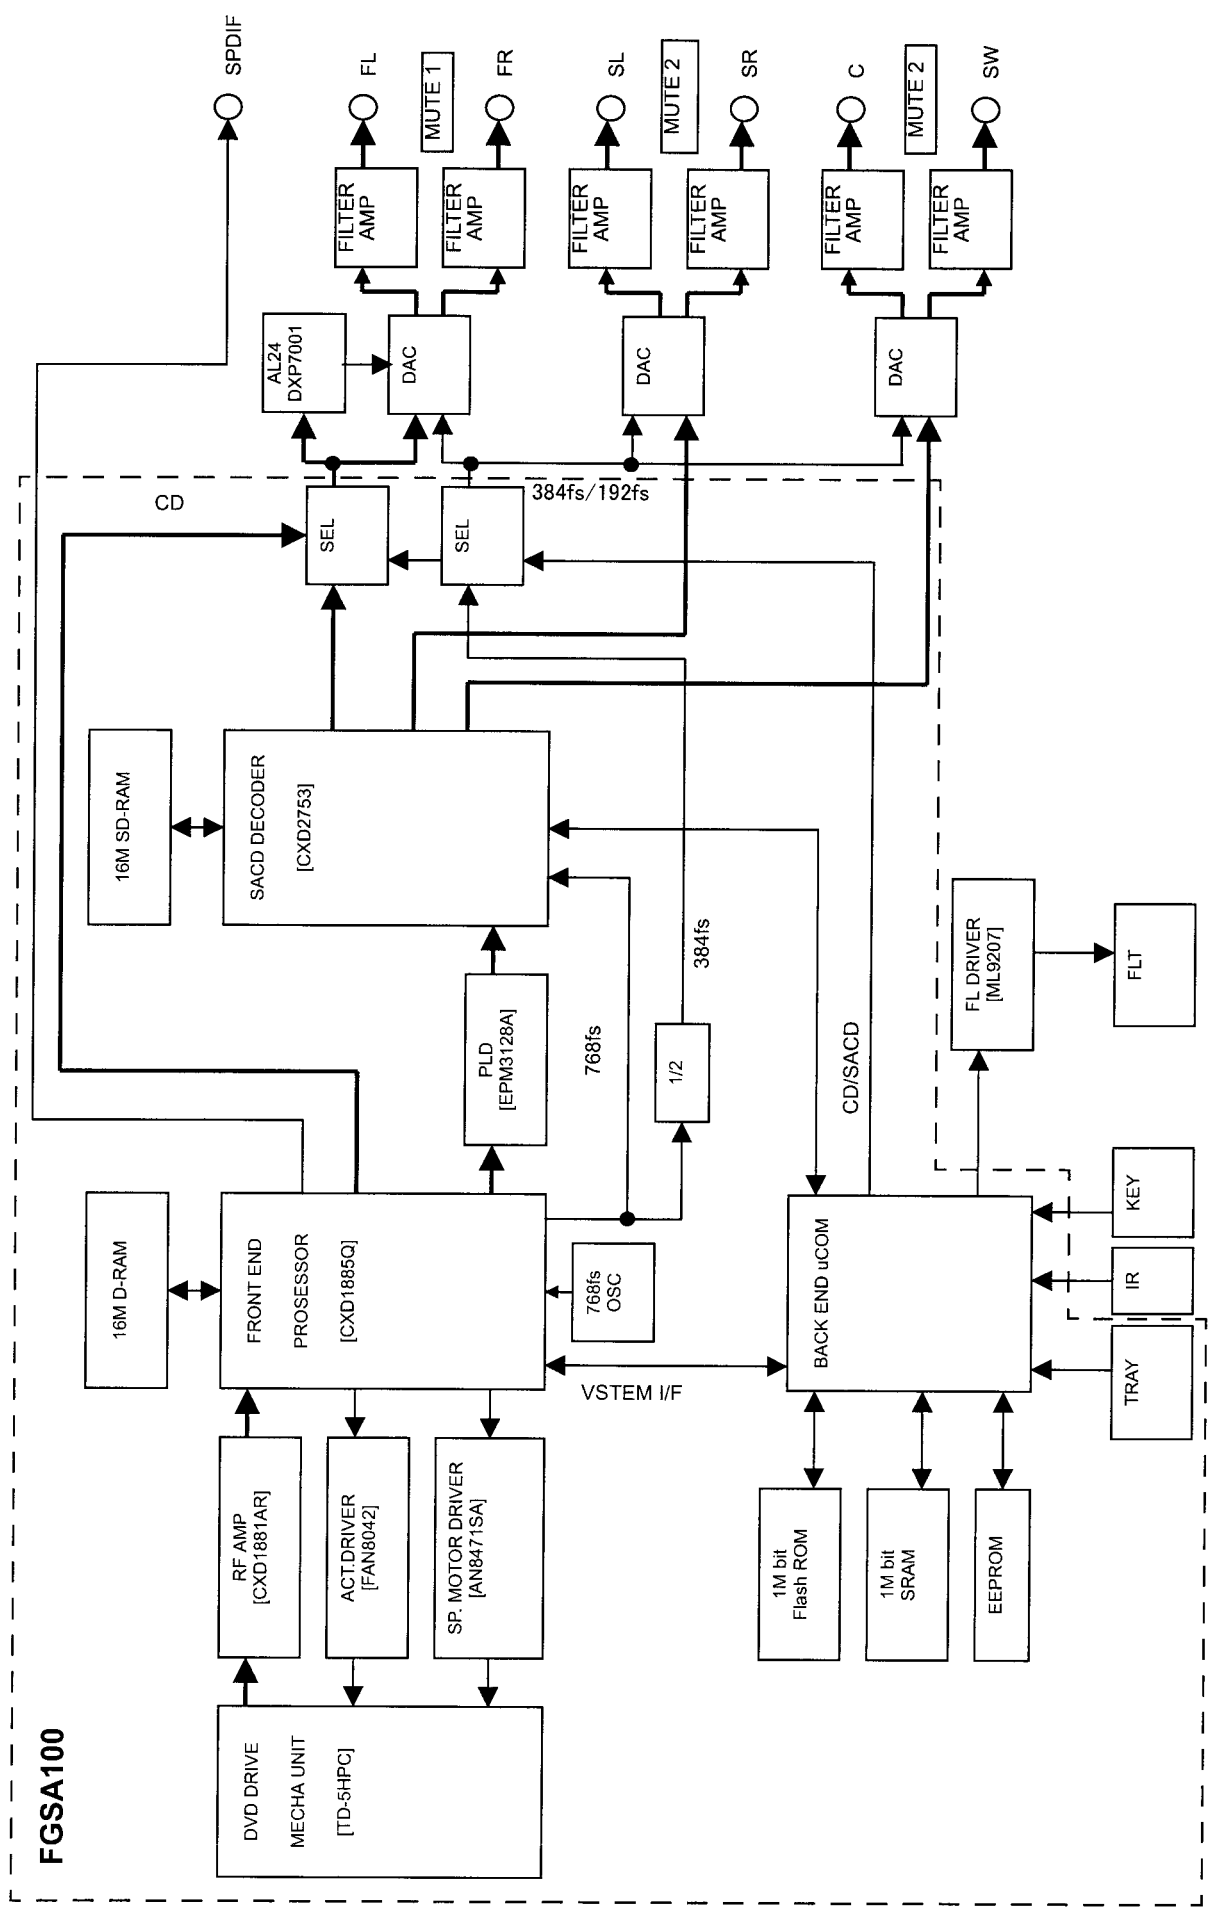 FGSA100
DVD DRIVE
MECHA UNIT
[TD-5HPC]
RF AMP
[CXD1881AR]
ACT.DRIVER
[FAN8042]
SP. MOTOR DRIVER
[AN8471SA]
16M D-RAM
FRONT END
PROSESSOR
[CXD1885Q]
768fs
OSC
VSTEM I/F
PLD
[EPM3128A]
768fs
1/2
384fs
16M SD-RAM
SACD DECODER
[CXD2753]
CD
SEL
SEL
384fs/192fs
CD/SACD
1M bit
Flash ROM
1M bit
SRAM
EEPROM
BACK END uCOM
TRAY
IR
KEY
FL DRIVER
[ML9207]
FLT
AL24
DXP7001
DAC
DAC
DAC
FILTER
AMP
FILTER
AMP
FILTER
AMP
FILTER
AMP
FILTER
AMP
FILTER
AMP
SPDIF
FL
MUTE 1
FR
SL
MUTE 2
SR
C
MUTE 2
SW